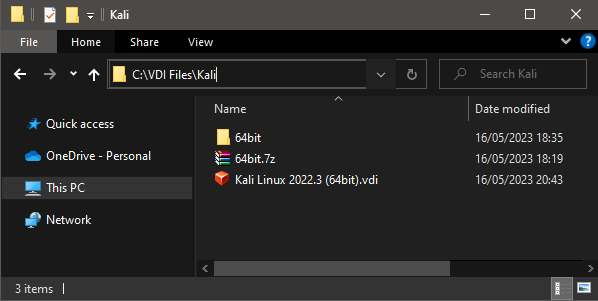 Kali
File Home Share View
C:\VDI Files\Kali
Search Kali
Quick access
OneDrive - Personal
This PC
Network
Name Date modified
64bit 16/05/2023 18:35
64bit.7z 16/05/2023 18:19
Kali Linux 2022.3 (64bit).vdi 16/05/2023 20:43
3 items